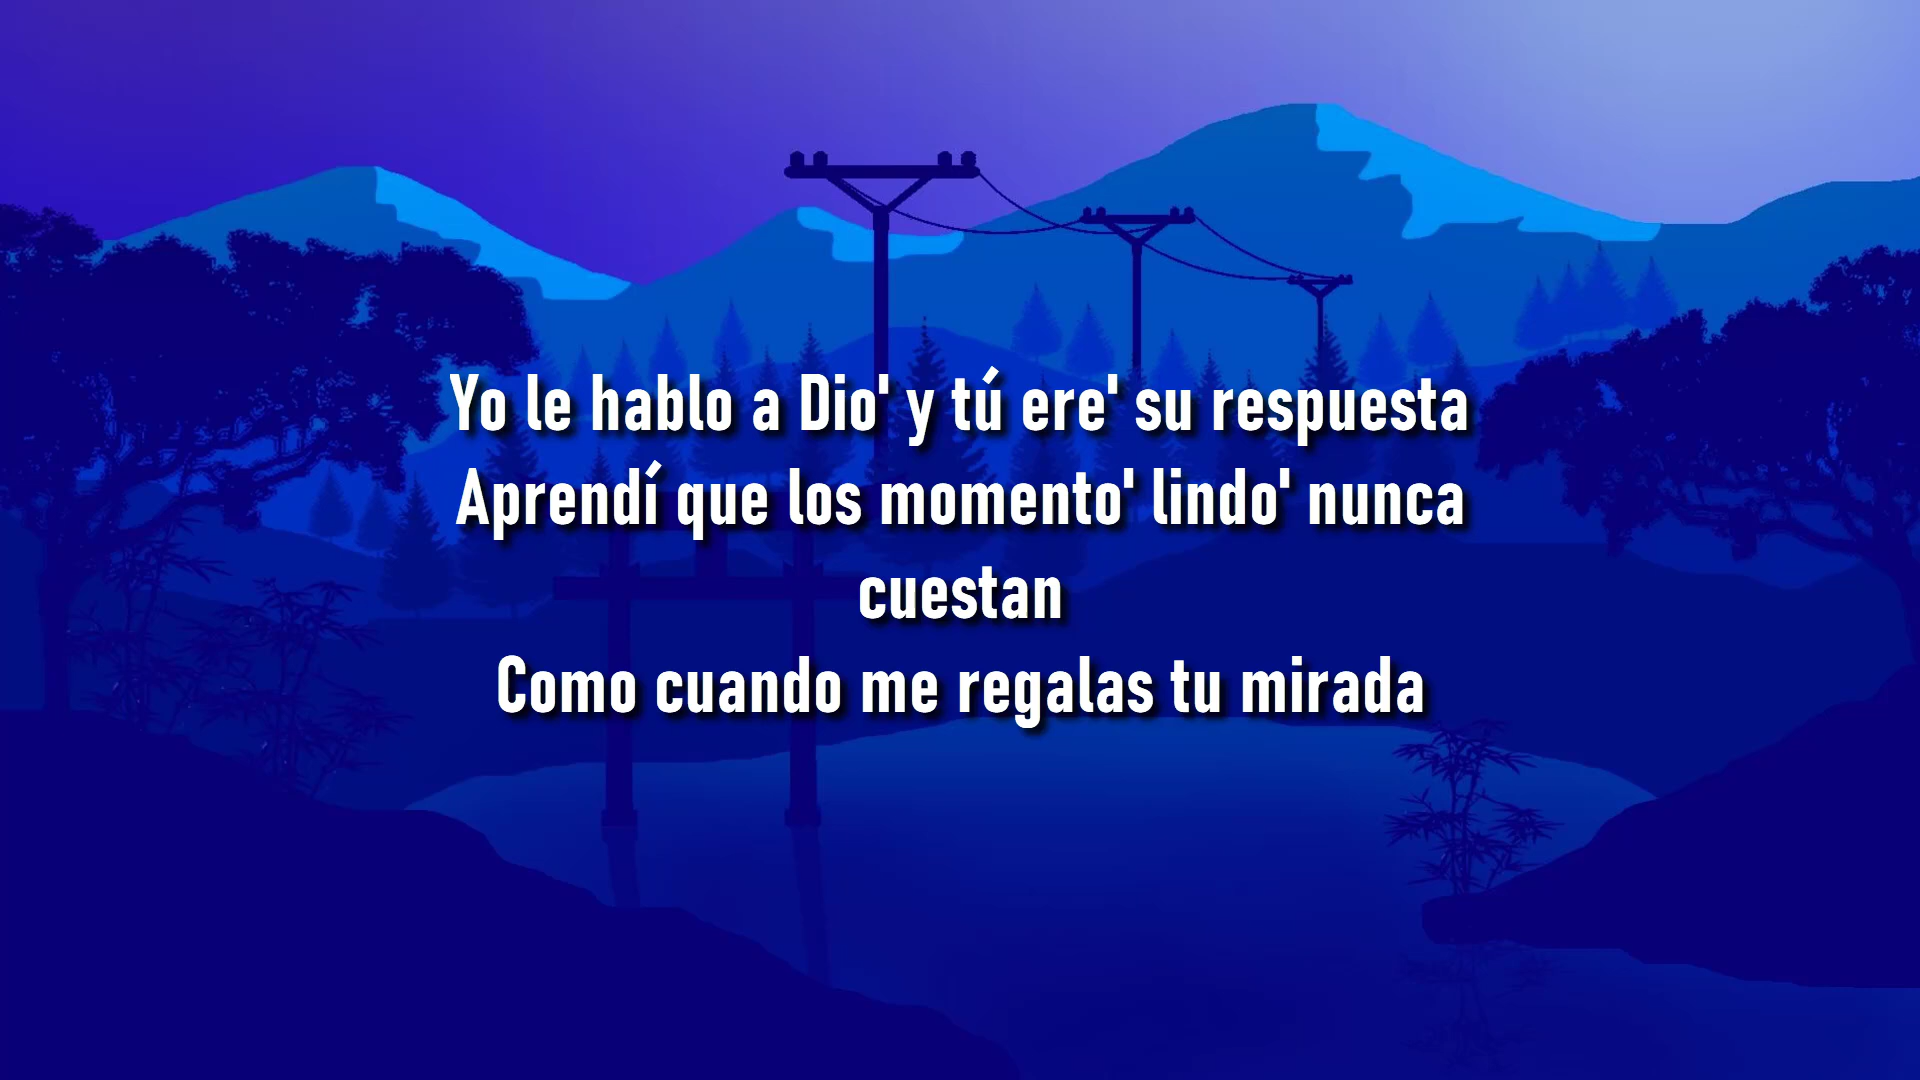 Yo le hablo a Dio' y tú ere' su respuesta
Aprendí que los momento' lindo' nunca
cuestan
Como cuando me regalas tu mirada